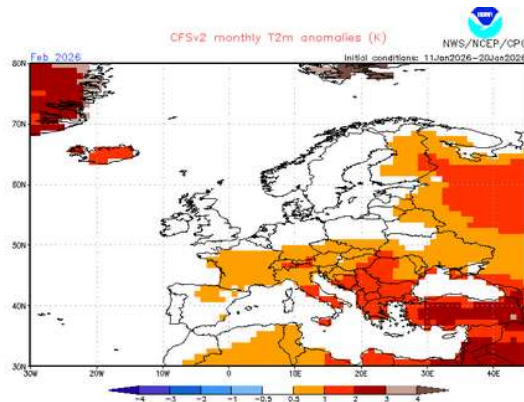 CFSv2 monthly T2m anomalies (K)
NWS/NCEP/CPC
Feb 2026
Initial conditions: 11Jan2026-20Jan2026
80N
70N
60N
50N
40N
30N
30W 20W 10W 0 10E 20E 30E 40E
-4 -3 -2 -1 -0.5 0.5 1 2 3 4